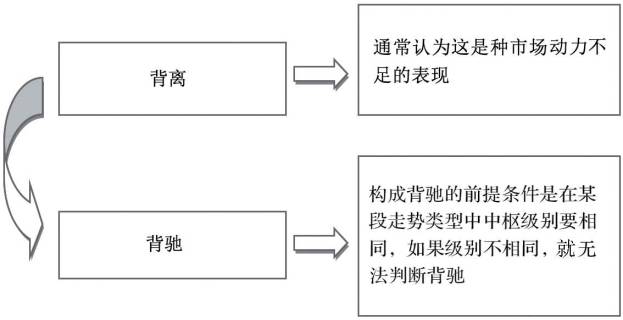 背离
通常认为这是种市场动力不
足的表现
背驰
构成背驰的前提条件是在某
段走势类型中中枢级别要相
同，如果级别不相同，就无
法判断背驰